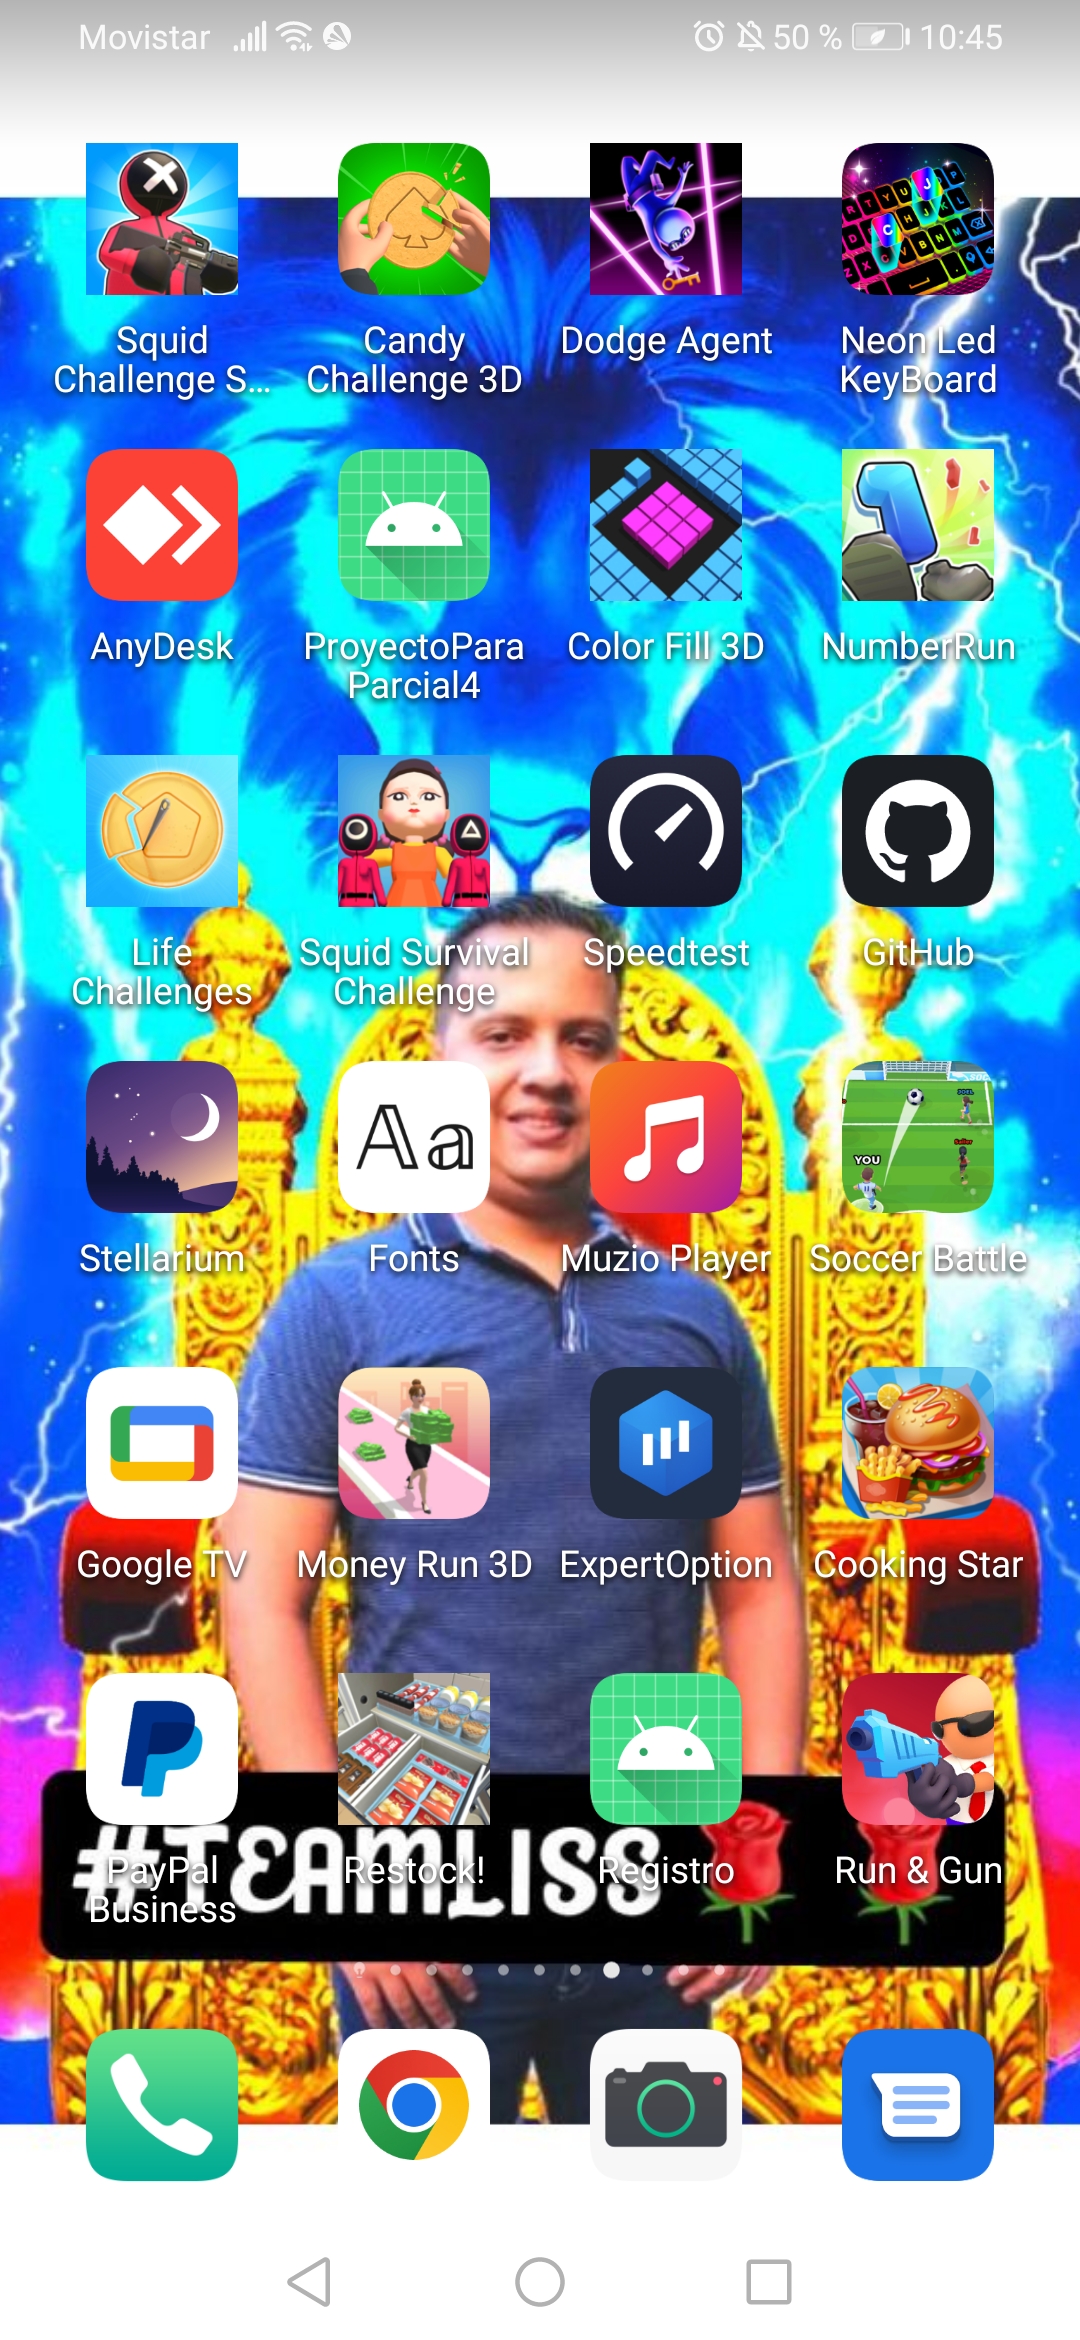 Movistar 50 % 10:45
Squid Challenge S...
Candy Challenge 3D
Dodge Agent
Neon Led KeyBoard
AnyDesk
ProyectoPara Parcial4
Color Fill 3D
NumberRun
Life Challenges
Squid Survival Challenge
Speedtest
GitHub
YOU
Aa
Stellarium
Fonts
Muzio Player
Soccer Battle
Google TV
Money Run 3D
ExpertOption
Cooking Star
PayPal Business
Restock!
Registro
Run & Gun
#TEAMLISS